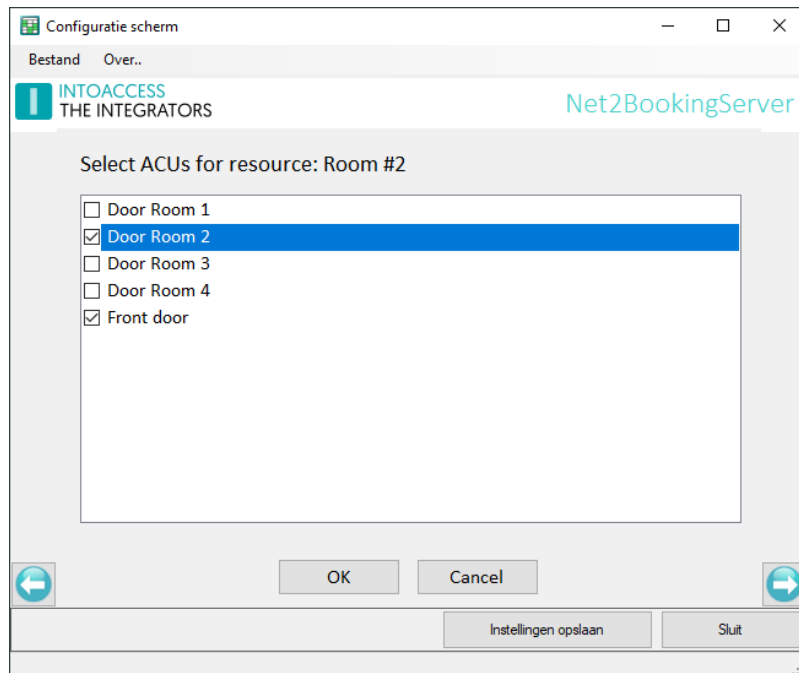 Configuratie scherm
Bestand Over..
INTOACCESS
THE INTEGRATORS
Net2BookingServer
Select ACUs for resource: Room #2
Door Room 1
Door Room 2
Door Room 3
Door Room 4
Front door
OK Cancel
Instellingen opslaan Sluit